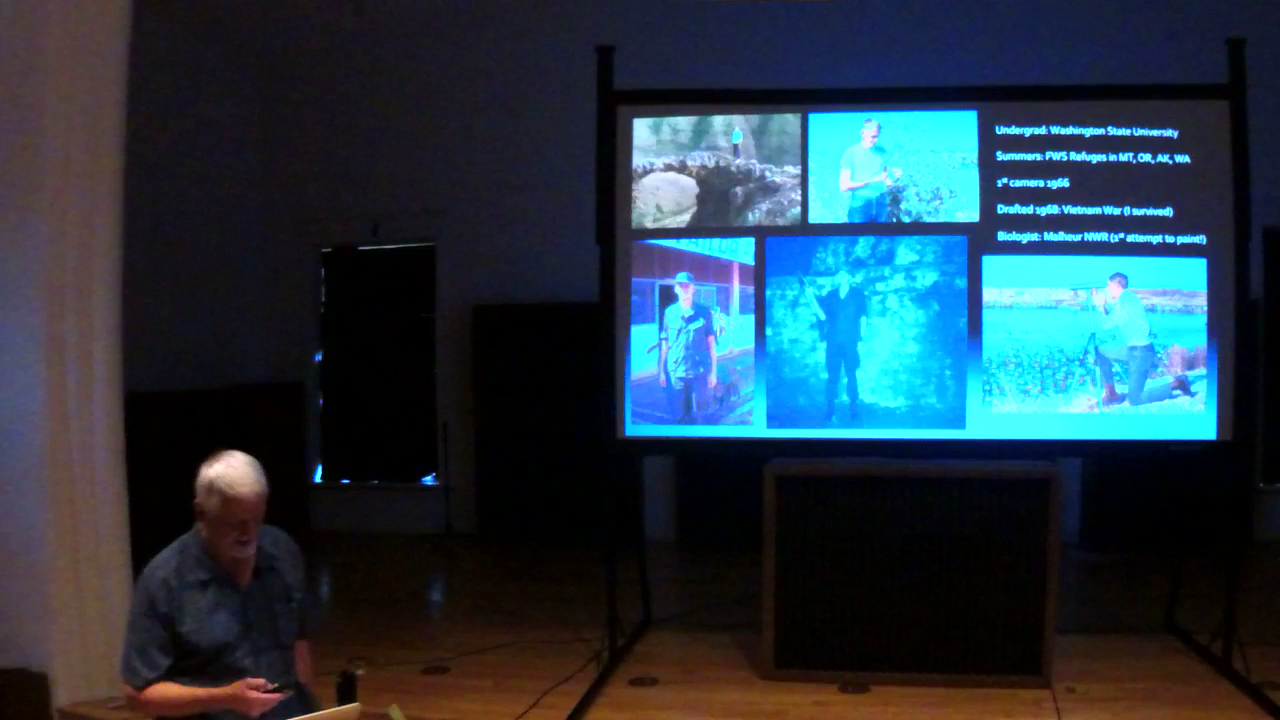 Undergrad: Washington State University
Summers: FWS Refuges in MT, OR, AK, WA
1st camera 1966
Drafted 1968: Vietnam War (I survived)
Biologist: Malheur NWR (1st attempt to paint!)